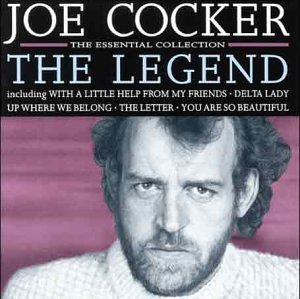 JOE COCKER
THE ESSENTIAL COLLECTION
THE LEGEND
including WITH A LITTLE HELP FROM MY FRIENDS · DELTA LADY
UP WHERE WE BELONG · THE LETTER · YOU ARE SO BEAUTIFUL